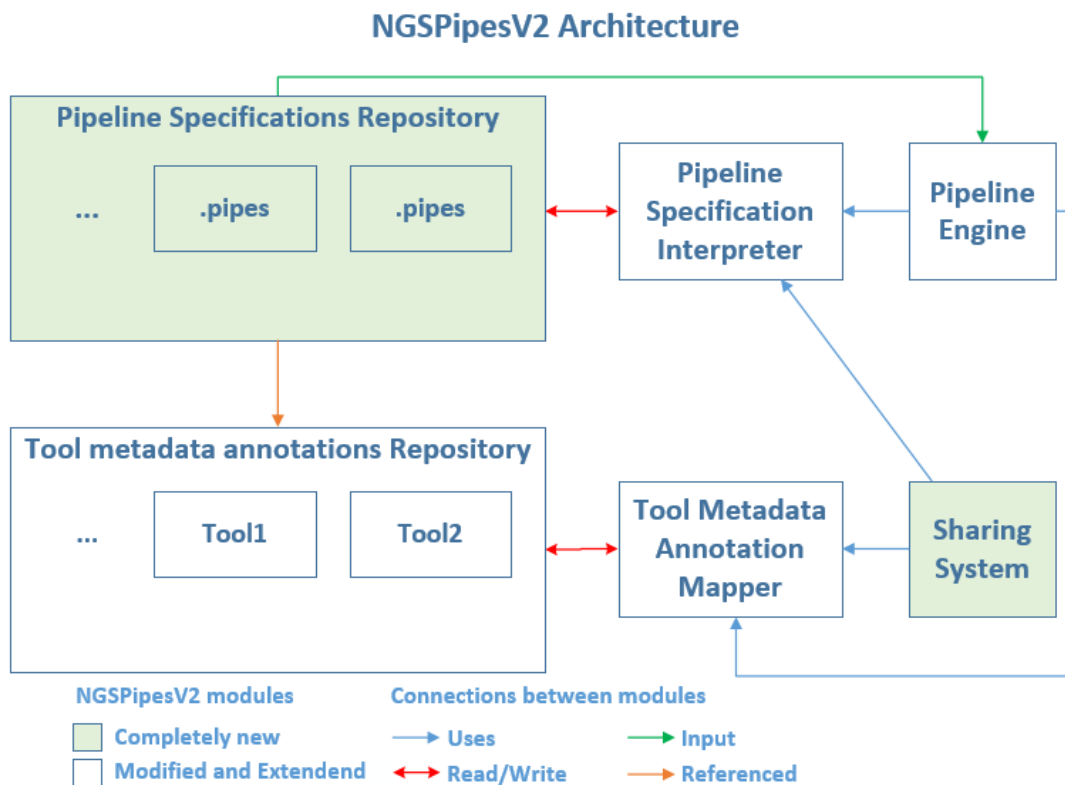 NGSPipesV2 Architecture
Pipeline Specifications Repository
...
.pipes
.pipes
Pipeline
Specification
Interpreter
Pipeline
Engine
Tool metadata annotations Repository
...
Tool1
Tool2
Tool Metadata
Annotation
Mapper
Sharing
System
NGSPipesV2 modules
Completely new
Modified and Extendend
Connections between modules
Uses
Input
Read/Write
Referenced